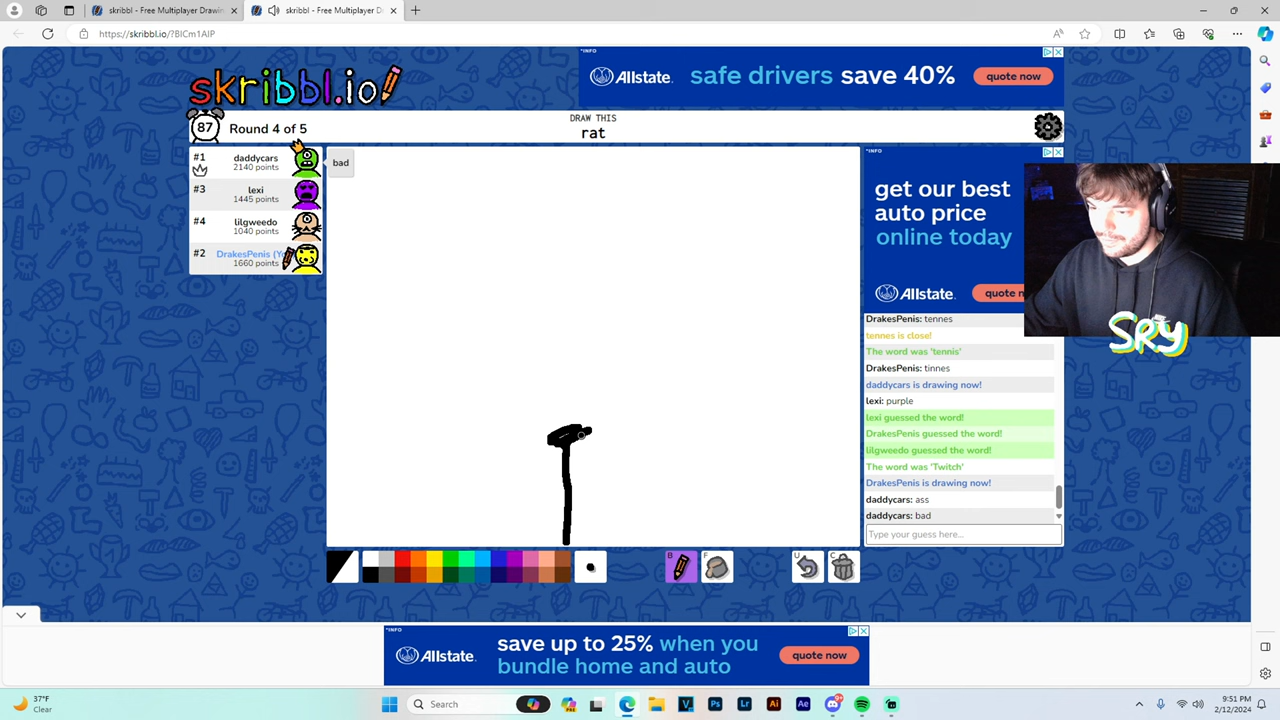 skribbl - Free Multiplayer Drawin
skribbl - Free Multiplayer D
https://skribbl.io/?BICm1AIP
skribbl.io
*INFO
Allstate. safe drivers save 40% quote now
87 Round 4 of 5
DRAW THIS
rat
#1 daddycars
2140 points
bad
#3 lexi
1445 points
#4 lilgweedo
1040 points
#2 DrakesPenis (Y
1660 points
*INFO
get our best
auto price
online today
Allstate. quote n
DrakesPenis: tennes
tennes is close!
The word was 'tennis'
DrakesPenis: tinnes
daddycars is drawing now!
lexi: purple
lexi guessed the word!
DrakesPenis guessed the word!
lilgweedo guessed the word!
The word was 'Twitch'
DrakesPenis is drawing now!
daddycars: ass
daddycars: bad
Type your guess here...
SRY
B F U C
*INFO
Allstate. save up to 25% when you
bundle home and auto quote now
37°F
Clear
Search
9:51 PM
2/12/2024